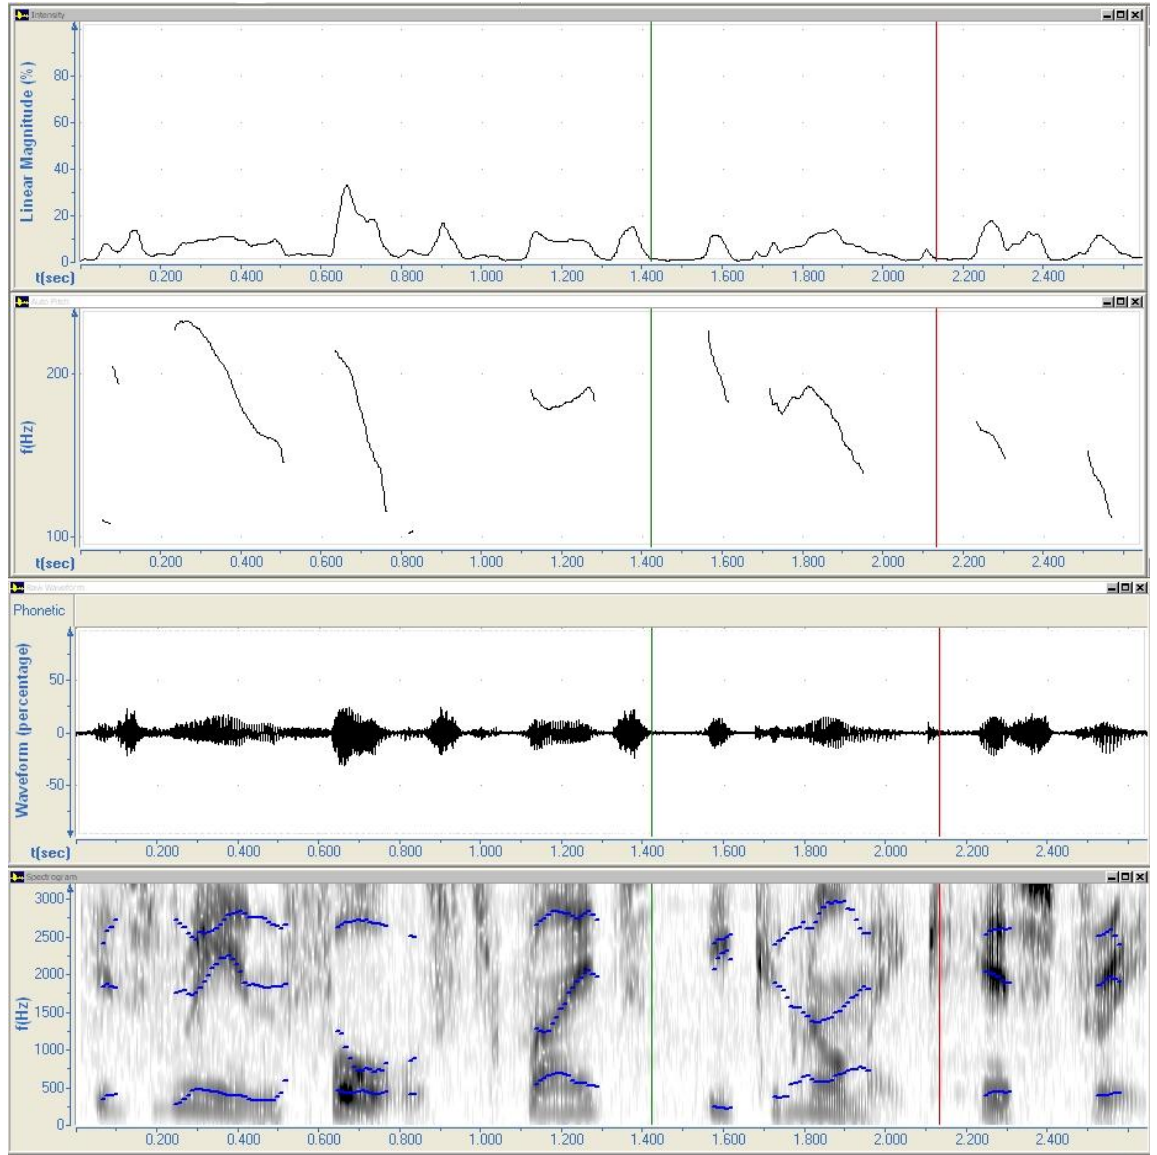 Intensity
Linear Magnitude (%)
80
60
40
20
0
t(sec) 0.200 0.400 0.600 0.800 1.000 1.200 1.400 1.600 1.800 2.000 2.200 2.400
Auto Pitch
f(Hz)
200
100
t(sec) 0.200 0.400 0.600 0.800 1.000 1.200 1.400 1.600 1.800 2.000 2.200 2.400
Raw Waveform
Phonetic
Waveform (percentage)
50
0
-50
t(sec) 0.200 0.400 0.600 0.800 1.000 1.200 1.400 1.600 1.800 2.000 2.200 2.400
Spectrogram
f(Hz)
3000
2500
2000
1500
1000
500
0
t(sec) 0.200 0.400 0.600 0.800 1.000 1.200 1.400 1.600 1.800 2.000 2.200 2.400